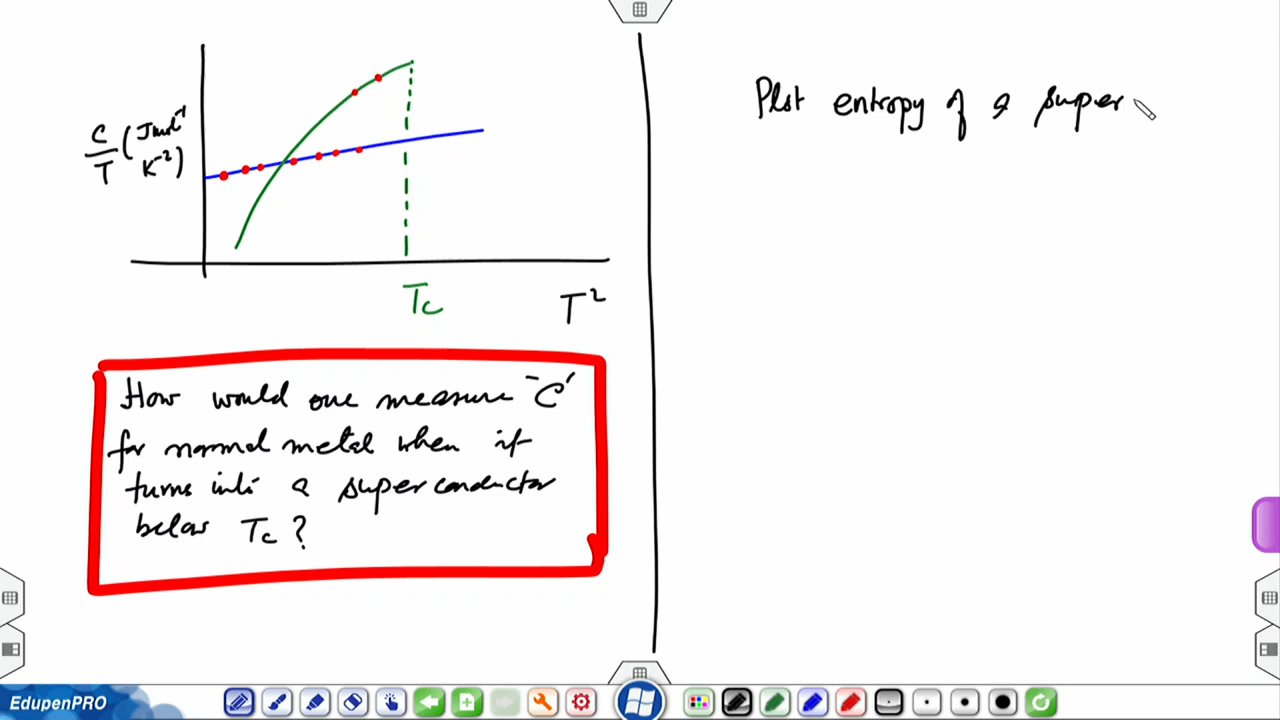 C/T (Jmol⁻¹ K⁻²)
Tc
T²
How would one measure "C"
for normal metal when it
turns into a superconductor
below Tc?
Plot entropy of a super
EdupenPRO